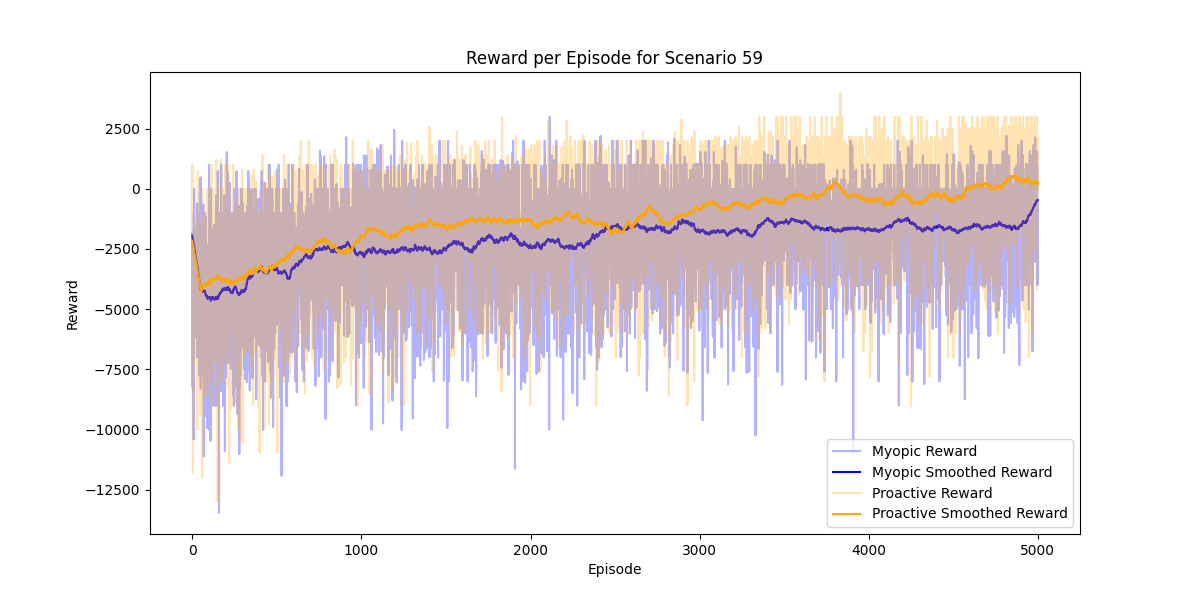 Reward per Episode for Scenario 59
Reward
2500
0
−2500
−5000
−7500
−10000
−12500
0 1000 2000 3000 4000 5000
Episode
Myopic Reward
Myopic Smoothed Reward
Proactive Reward
Proactive Smoothed Reward